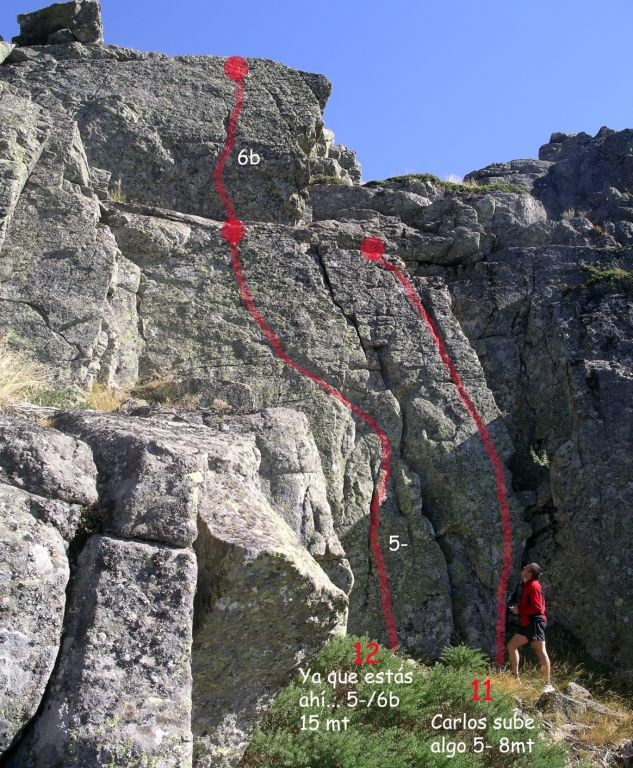 6b
5-
12
Ya que estás
ahí... 5-/6b
15 mt
11
Carlos sube
algo 5- 8mt